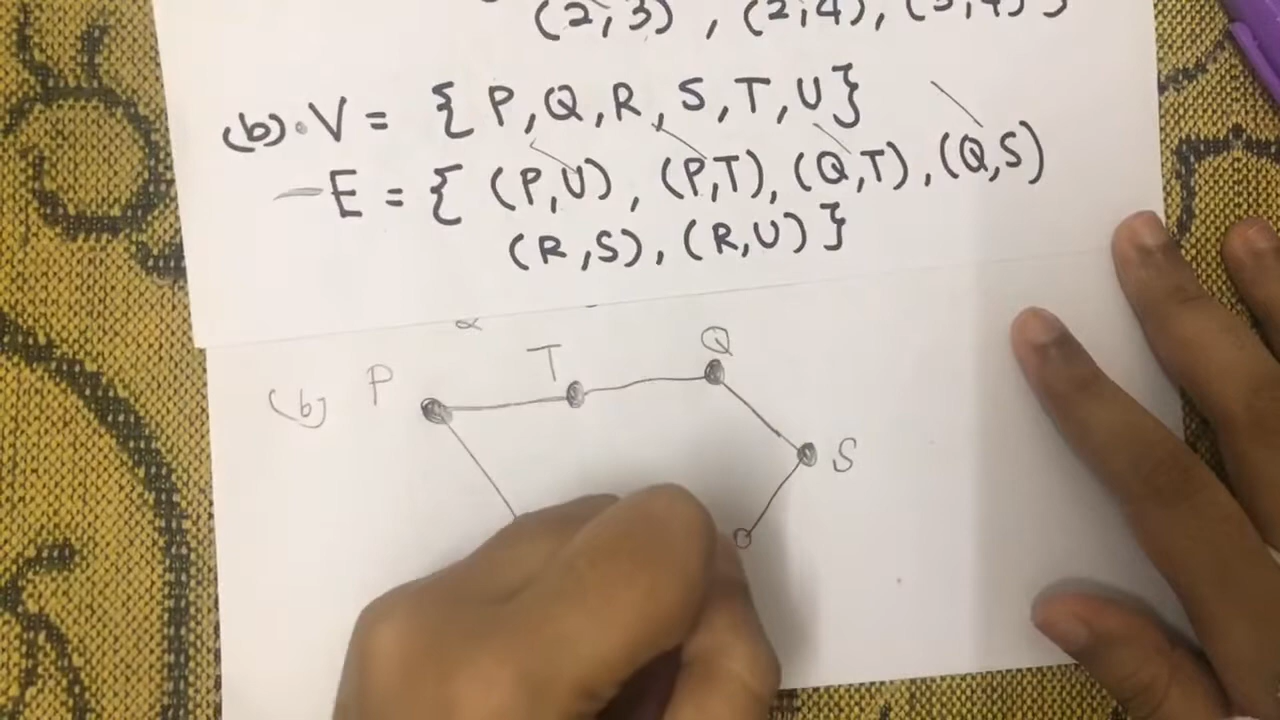 (2,3), (2,4), (3,4) }
(b). V = { P, Q, R, S, T, U }
E = { (P,U), (P,T), (Q,T), (Q,S)
(R,S), (R,U) }
(b) P T Q
S